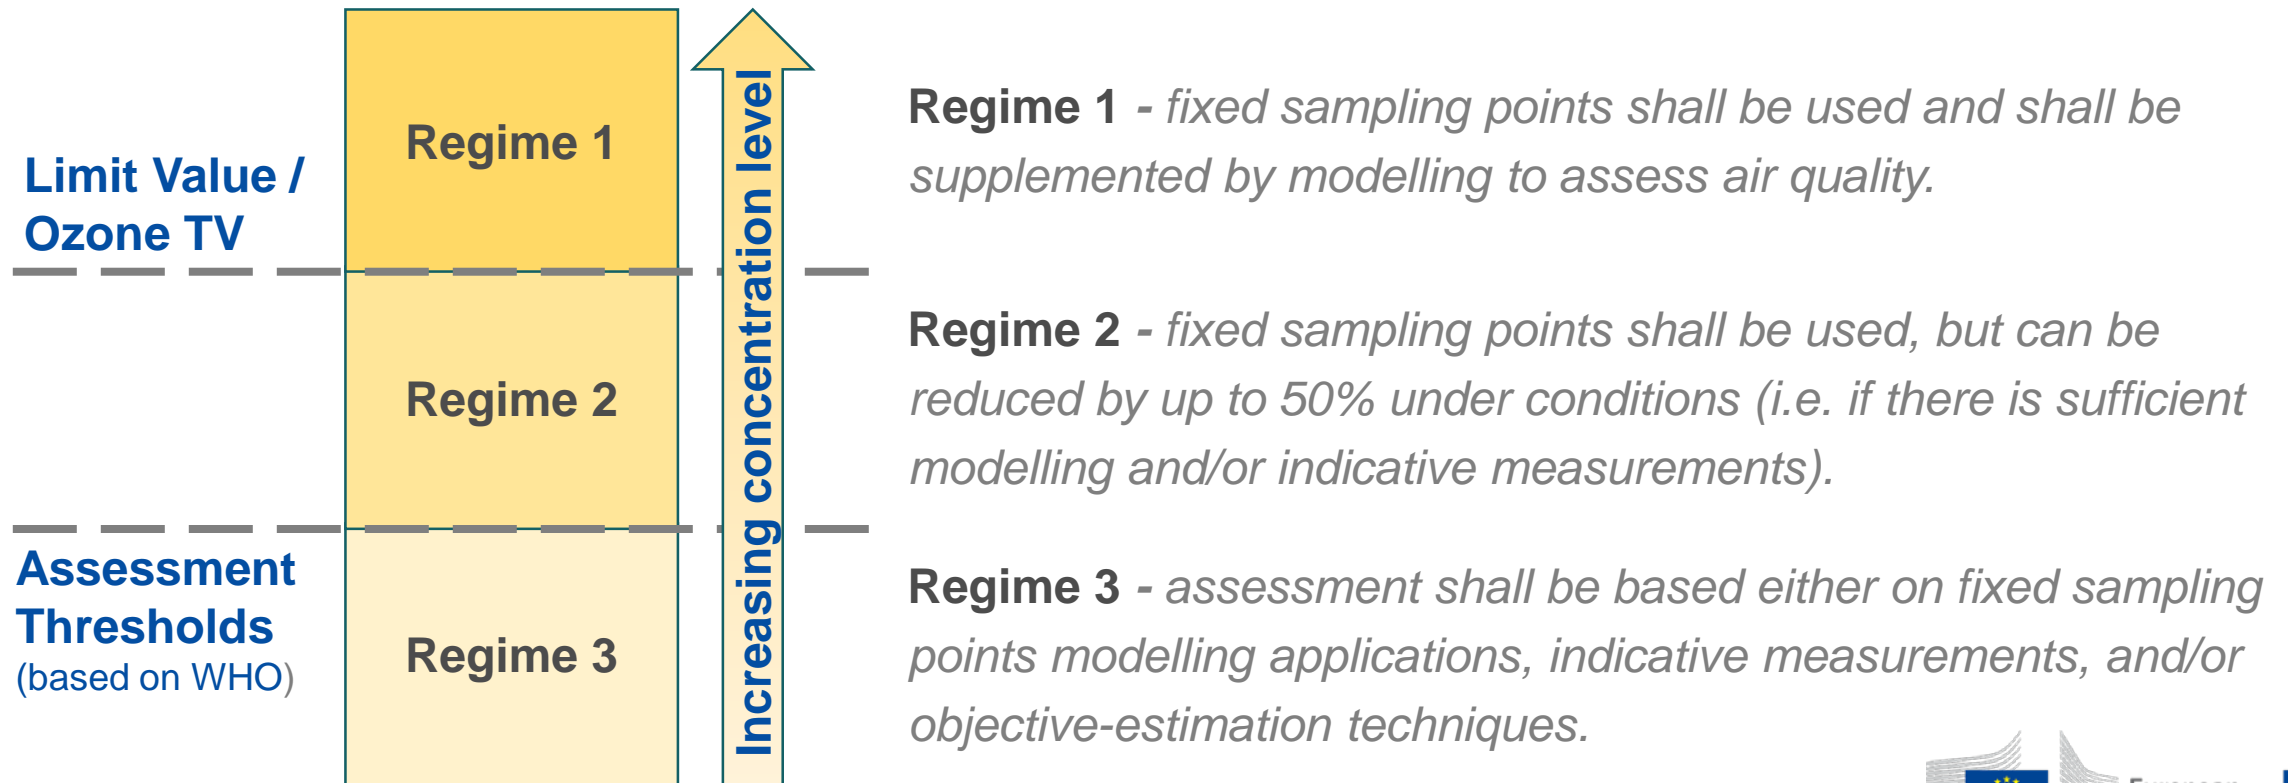 Limit Value /
Ozone TV
Assessment
Thresholds
(based on WHO)
Regime 1
Regime 2
Regime 3
Increasing concentration level
Regime 1 - fixed sampling points shall be used and shall be
supplemented by modelling to assess air quality.
Regime 2 - fixed sampling points shall be used, but can be
reduced by up to 50% under conditions (i.e. if there is sufficient
modelling and/or indicative measurements).
Regime 3 - assessment shall be based either on fixed sampling
points modelling applications, indicative measurements, and/or
objective-estimation techniques.